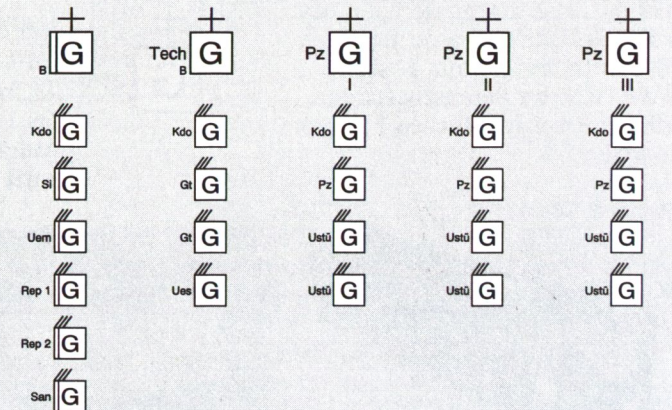 B G Tech B G Pz G Pz G Pz G
I II III
Kdo G Kdo G Kdo G Kdo G Kdo G
Si G Gt G Pz G Pz G Pz G
Uem G Gt G Ustü G Ustü G Ustü G
Rep 1 G Ues G Ustü G Ustü G Ustü G
Rep 2 G
San G